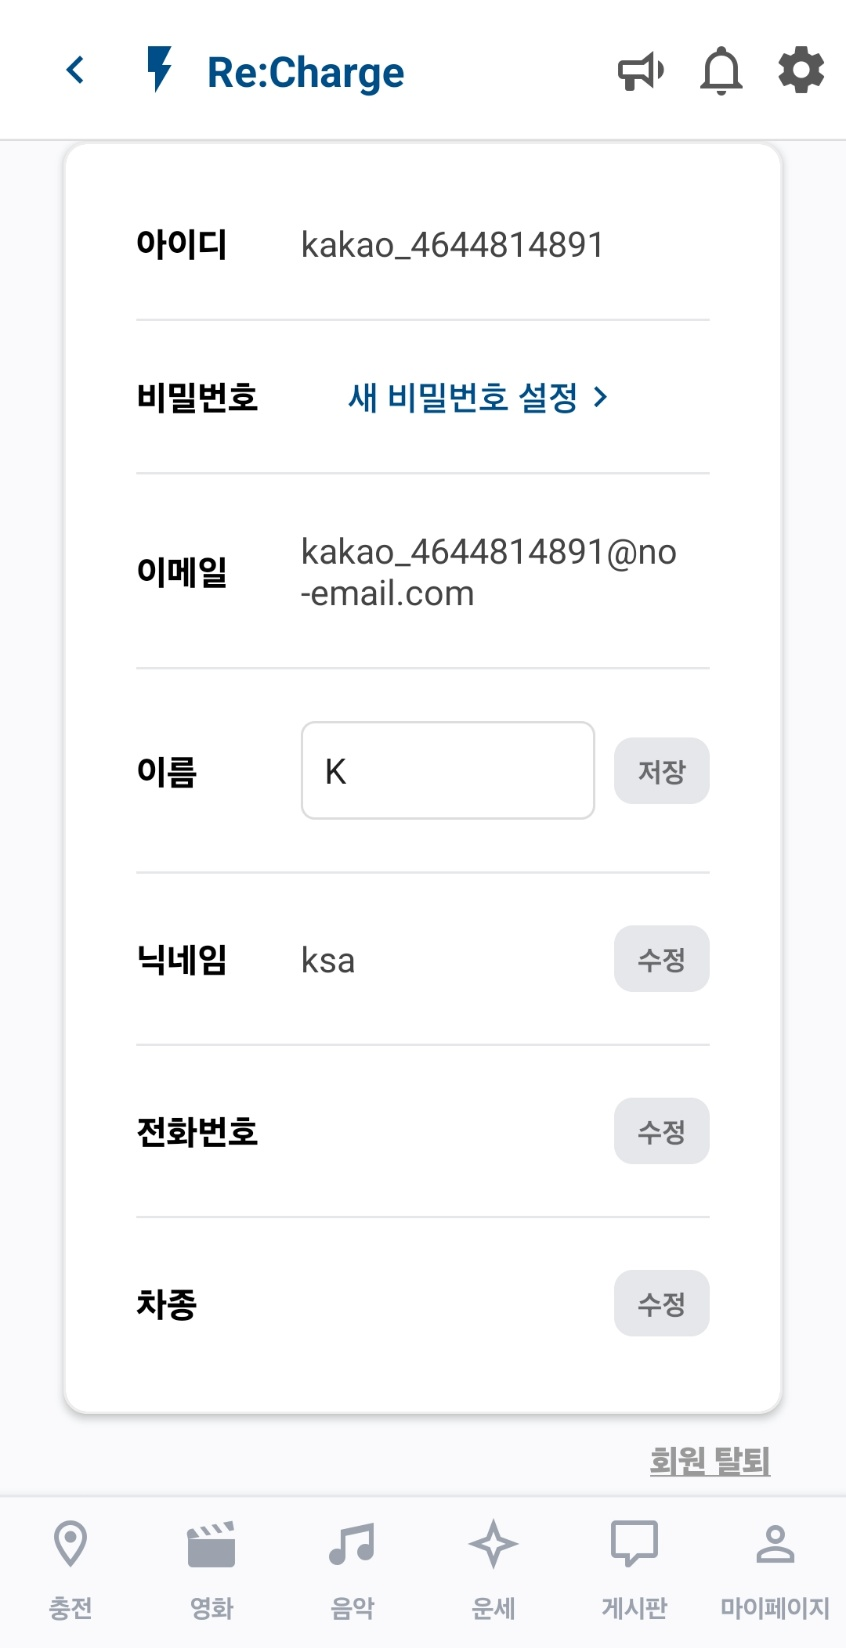 Re:Charge
아이디 kakao_4644814891
비밀번호 새 비밀번호 설정 >
이메일 kakao_4644814891@no
-email.com
이름 K 저장
닉네임 ksa 수정
전화번호 수정
차종 수정
회원 탈퇴
충전 영화 음악 운세 게시판 마이페이지